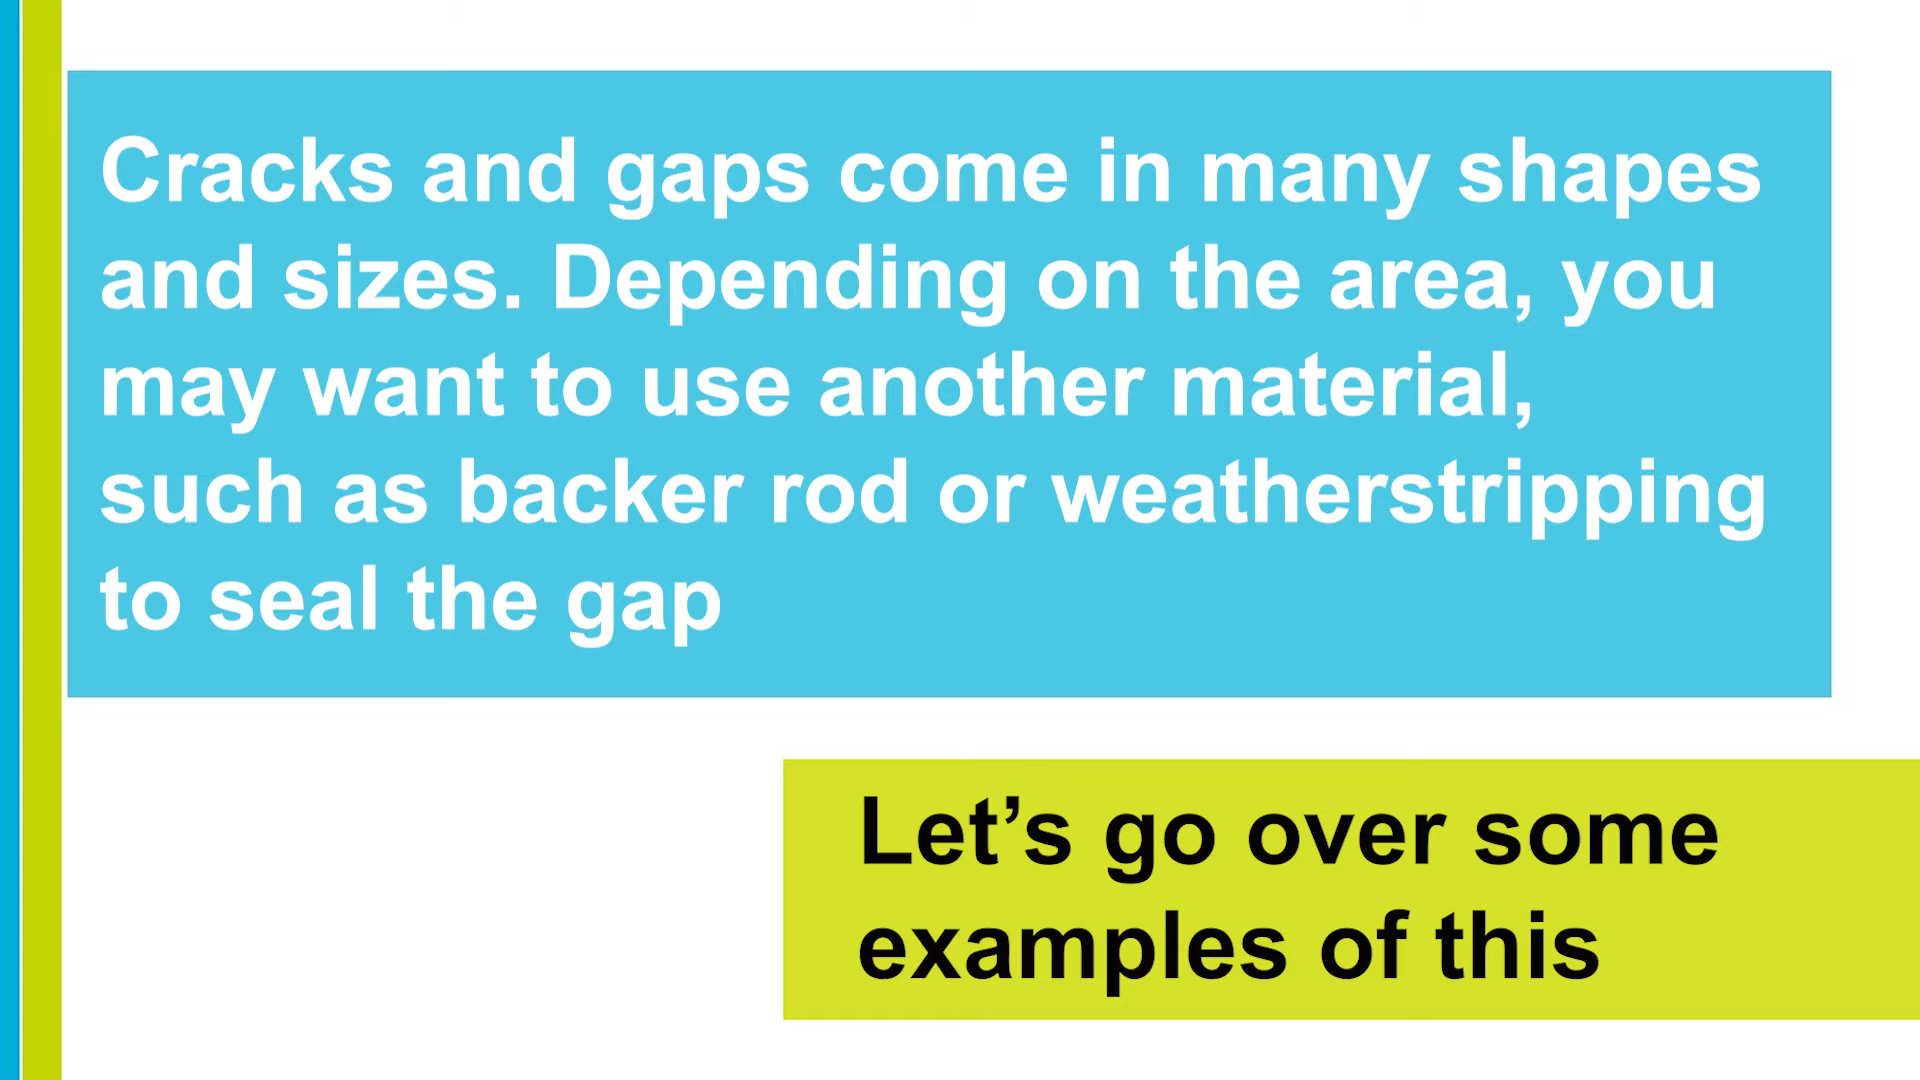 Cracks and gaps come in many shapes
and sizes. Depending on the area, you
may want to use another material,
such as backer rod or weatherstripping
to seal the gap
Let’s go over some
examples of this